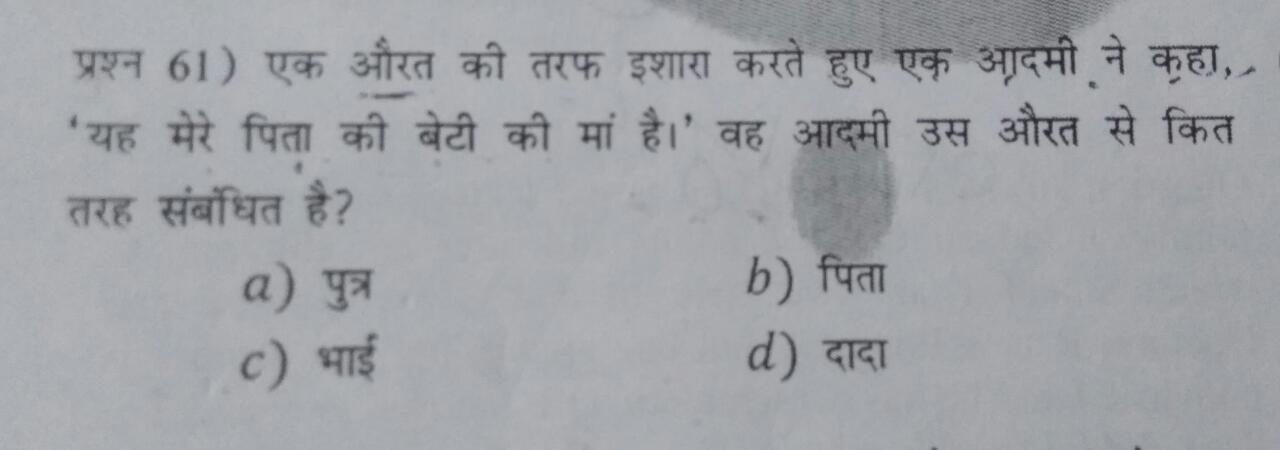 प्रश्न 61) एक औरत की तरफ इशारा करते हुए एक आदमी ने कहा,
'यह मेरे पिता की बेटी की मां है।' वह आदमी उस औरत से कित
तरह संबंधित है?
a) पुत्र b) पिता
c) भाई d) दादा